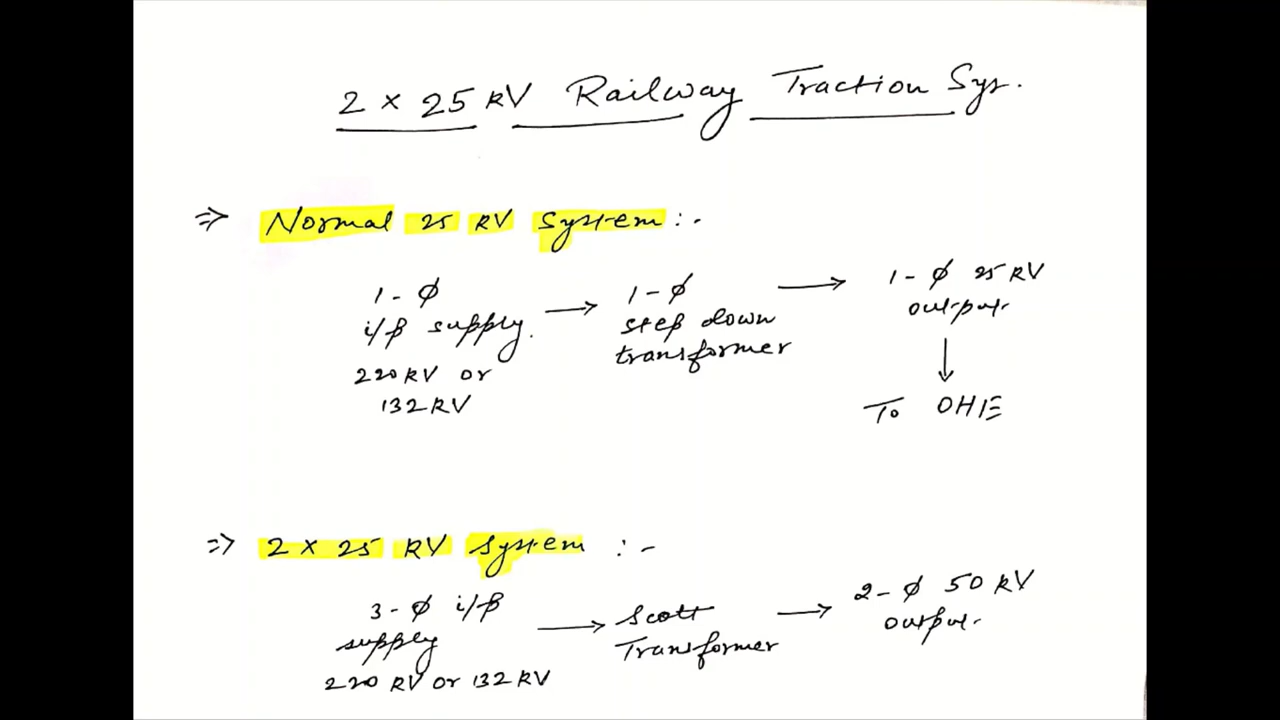 2 × 25 kV Railway Traction Sys.
⇒ Normal 25 kV System :-
1-ϕ i/p supply 220 kV or 132 kV → 1-ϕ step down transformer → 1-ϕ 25 kV output
↓
To OHE
⇒ 2 × 25 kV System :-
3-ϕ i/p supply 220 kV or 132 kV → Scott Transformer → 2-ϕ 50 kV output